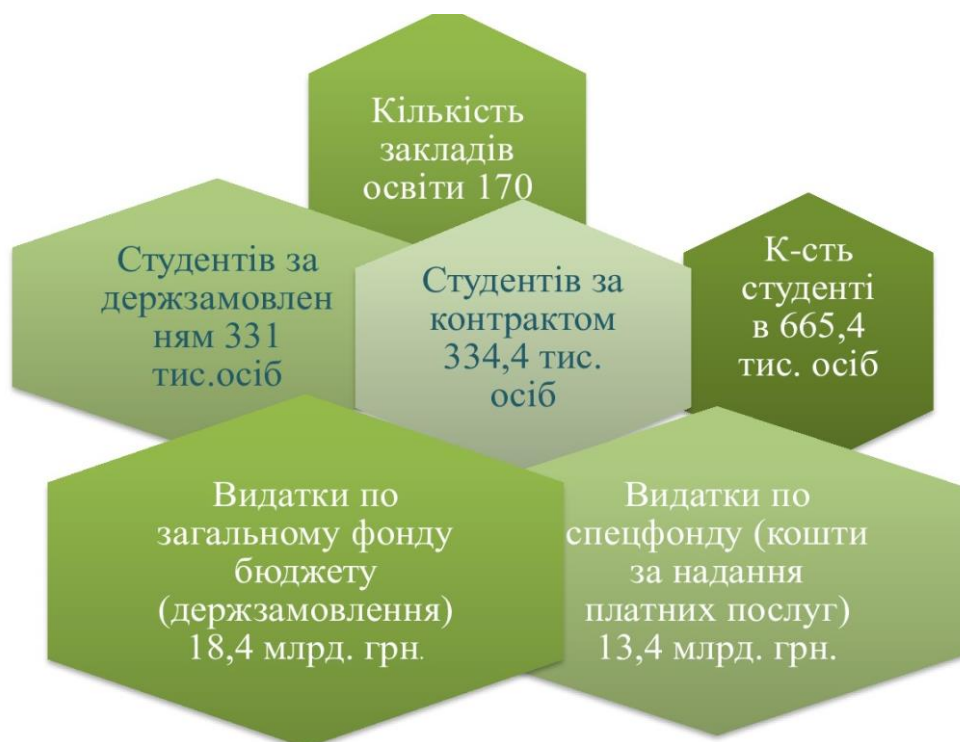 Кількість
закладів
освіти 170
Студентів за
держзамовлен
ням 331
тис.осіб
Студентів за
контрактом
334,4 тис.
осіб
К-сть
студенті
в 665,4
тис. осіб
Видатки по
загальному фонду
бюджету
(держзамовлення)
18,4 млрд. грн.
Видатки по
спецфонду (кошти
за надання
платних послуг)
13,4 млрд. грн.